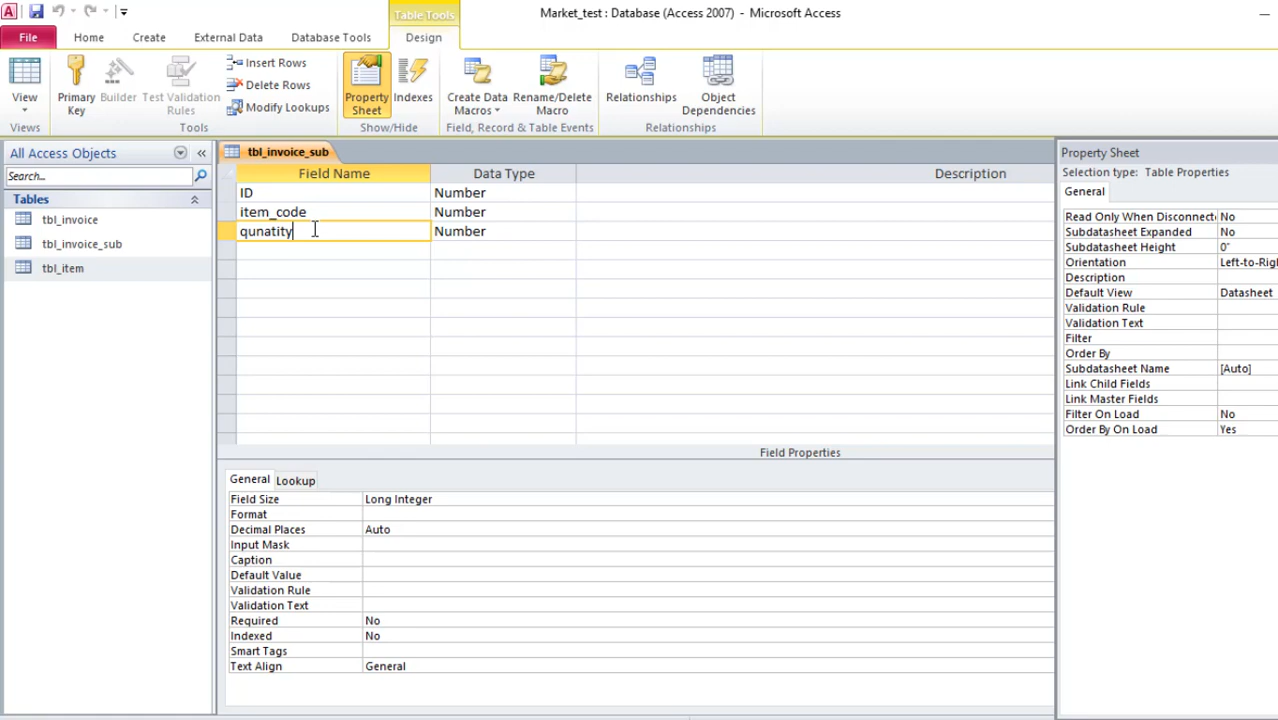 Market_test : Database (Access 2007) - Microsoft Access
Table Tools
File Home Create External Data Database Tools Design
View
Primary Key
Builder
Test Validation Rules
Insert Rows
Delete Rows
Modify Lookups
Property Sheet
Indexes
Create Data Macros
Rename/Delete Macro
Relationships
Object Dependencies
Views Tools Show/Hide Field, Record & Table Events Relationships
All Access Objects
Search...
Tables
tbl_invoice
tbl_invoice_sub
tbl_item
tbl_invoice_sub
Field Name Data Type Description
ID Number
item_code Number
qunatity Number
Field Properties
General Lookup
Field Size Long Integer
Format
Decimal Places Auto
Input Mask
Caption
Default Value
Validation Rule
Validation Text
Required No
Indexed No
Smart Tags
Text Align General
Property Sheet
Selection type: Table Properties
General
Read Only When Disconnect No
Subdatasheet Expanded No
Subdatasheet Height 0"
Orientation Left-to-Righ
Description
Default View Datasheet
Validation Rule
Validation Text
Filter
Order By
Subdatasheet Name [Auto]
Link Child Fields
Link Master Fields
Filter On Load No
Order By On Load Yes